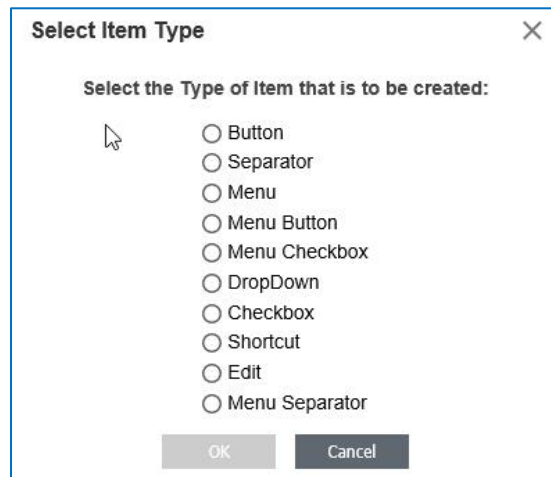 Select Item Type
Select the Type of Item that is to be created:
Button
Separator
Menu
Menu Button
Menu Checkbox
DropDown
Checkbox
Shortcut
Edit
Menu Separator
OK Cancel